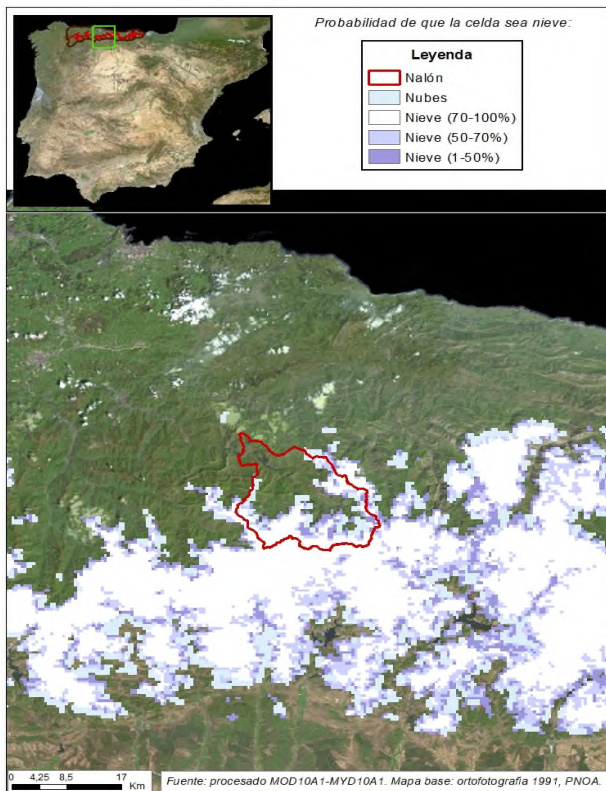 Probabilidad de que la celda sea nieve:
Leyenda
Nalón
Nubes
Nieve (70-100%)
Nieve (50-70%)
Nieve (1-50%)
0 4,25 8,5 17
Km
Fuente: procesado MOD10A1-MYD10A1. Mapa base: ortofotografia 1991, PNOA.